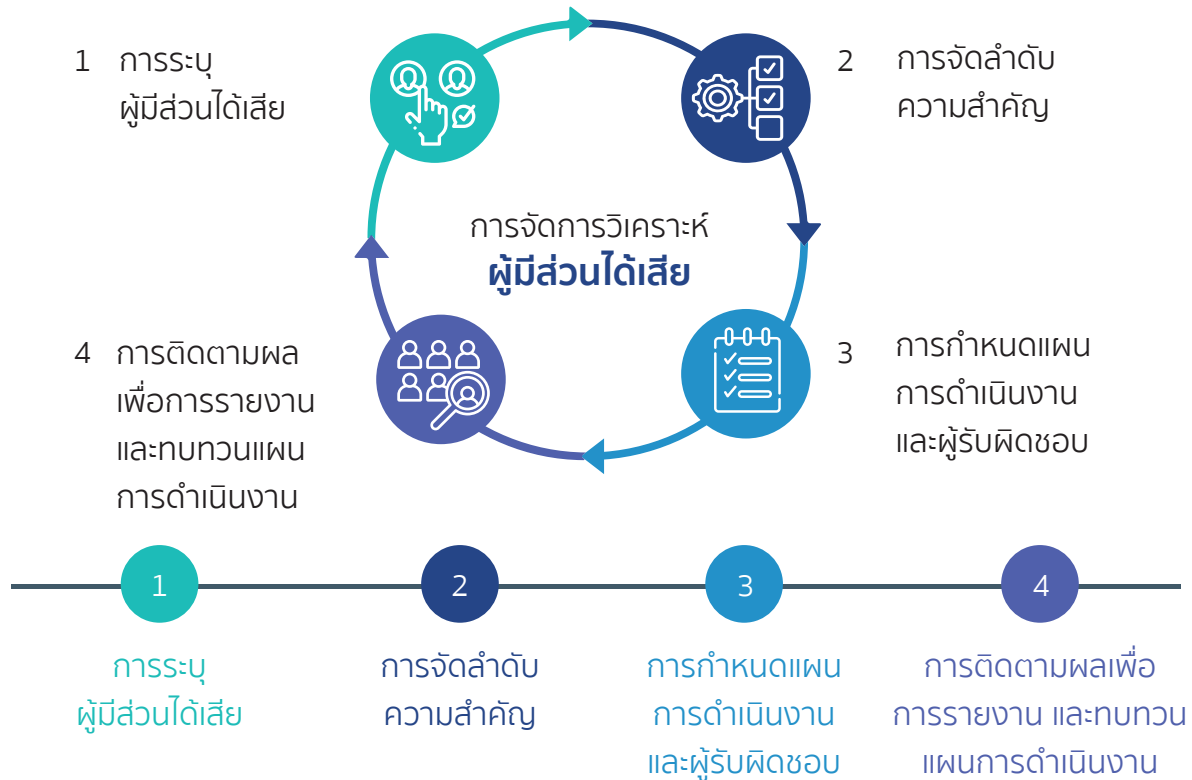 1 การระบุ
ผู้มีส่วนได้เสีย
2 การจัดลำดับ
ความสำคัญ
การจัดการวิเคราะห์
ผู้มีส่วนได้เสีย
3 การกำหนดแผน
การดำเนินงาน
และผู้รับผิดชอบ
4 การติดตามผล
เพื่อการรายงาน
และทบทวนแผน
การดำเนินงาน
1
การระบุ
ผู้มีส่วนได้เสีย
2
การจัดลำดับ
ความสำคัญ
3
การกำหนดแผน
การดำเนินงาน
และผู้รับผิดชอบ
4
การติดตามผลเพื่อ
การรายงาน และทบทวน
แผนการดำเนินงาน